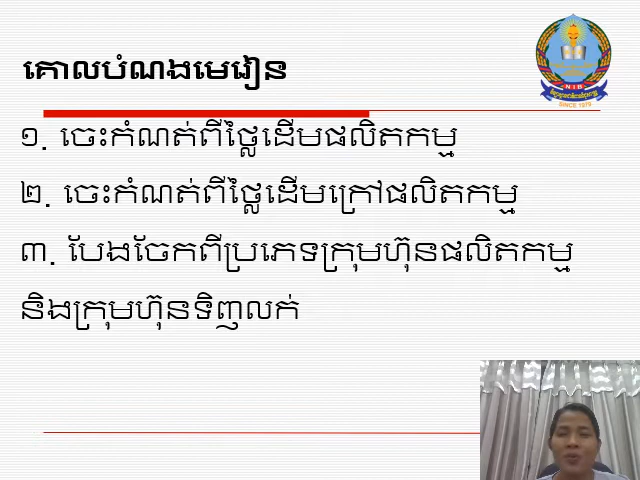 គោលបំណងមេរៀន
១. ចេះកំណត់ពីថ្លៃដើមផលិតកម្ម
២. ចេះកំណត់ពីថ្លៃដើមក្រៅផលិតកម្ម
៣. បែងចែកពីប្រភេទក្រុមហ៊ុនផលិតកម្ម
និងក្រុមហ៊ុនទិញលក់
NIB
SINCE 1979